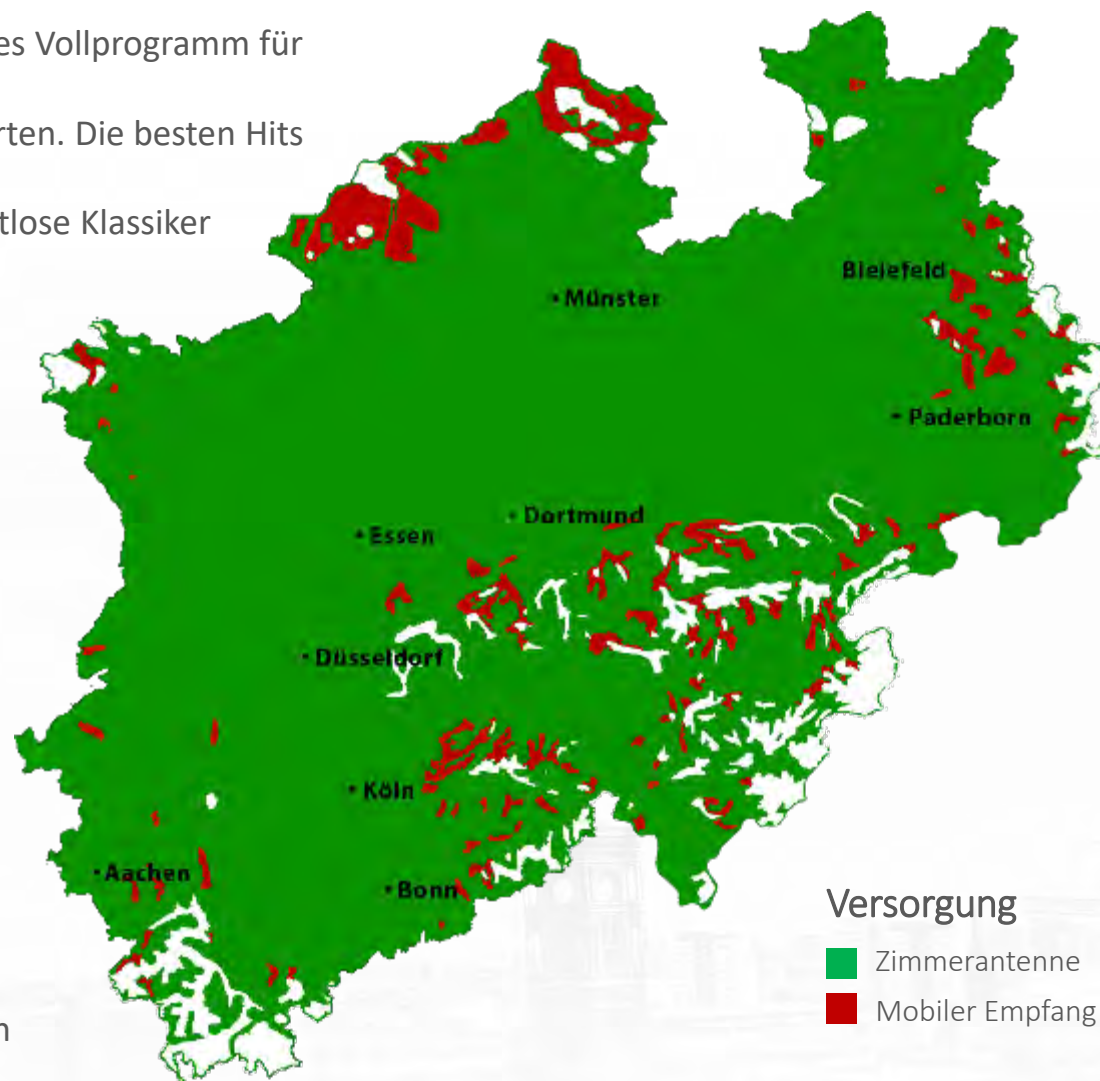 es Vollprogramm für
rten. Die besten Hits
tlose Klassiker
Bielefeld
Münster
Paderborn
Dortmund
Essen
Düsseldorf
Köln
Aachen
Bonn
Versorgung
Zimmerantenne
Mobiler Empfang
n